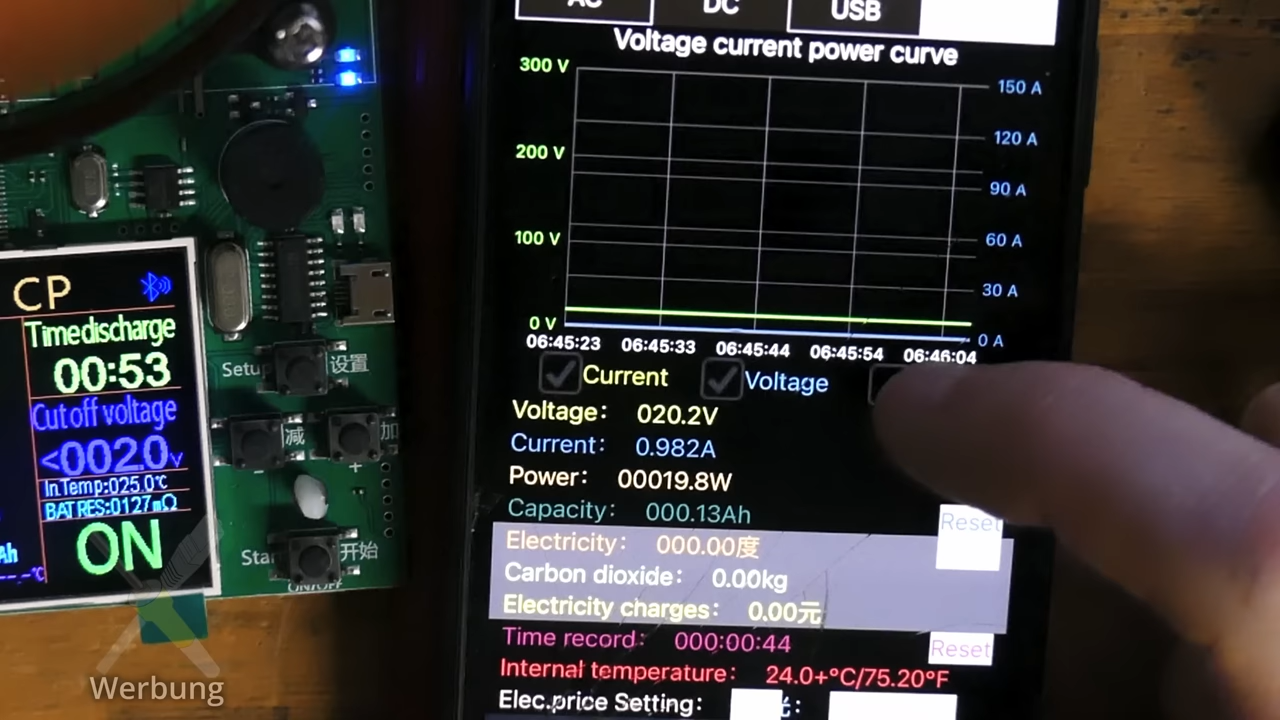 AC DC USB
Voltage current power curve
300 V
200 V
100 V
0 V
150 A
120 A
90 A
60 A
30 A
0 A
06:45:23 06:45:33 06:45:44 06:45:54 06:46:04
Current Voltage
Voltage: 020.2V
Current: 0.982A
Power: 00019.8W
Capacity: 000.13Ah
Reset
Electricity: 000.00度
Carbon dioxide: 0.00kg
Electricity charges: 0.00元
Time record: 000:00:44
Reset
Internal temperature: 24.0+°C/75.20°F
Elec.price Setting:
CP
Time discharge
00:53
Cut off voltage
<002.0V
In.Temp:025.0℃
BAT RES:0127mΩ
ON
Ah
Setup 设置
减 加
- +
开始
ON/OFF
Werbung